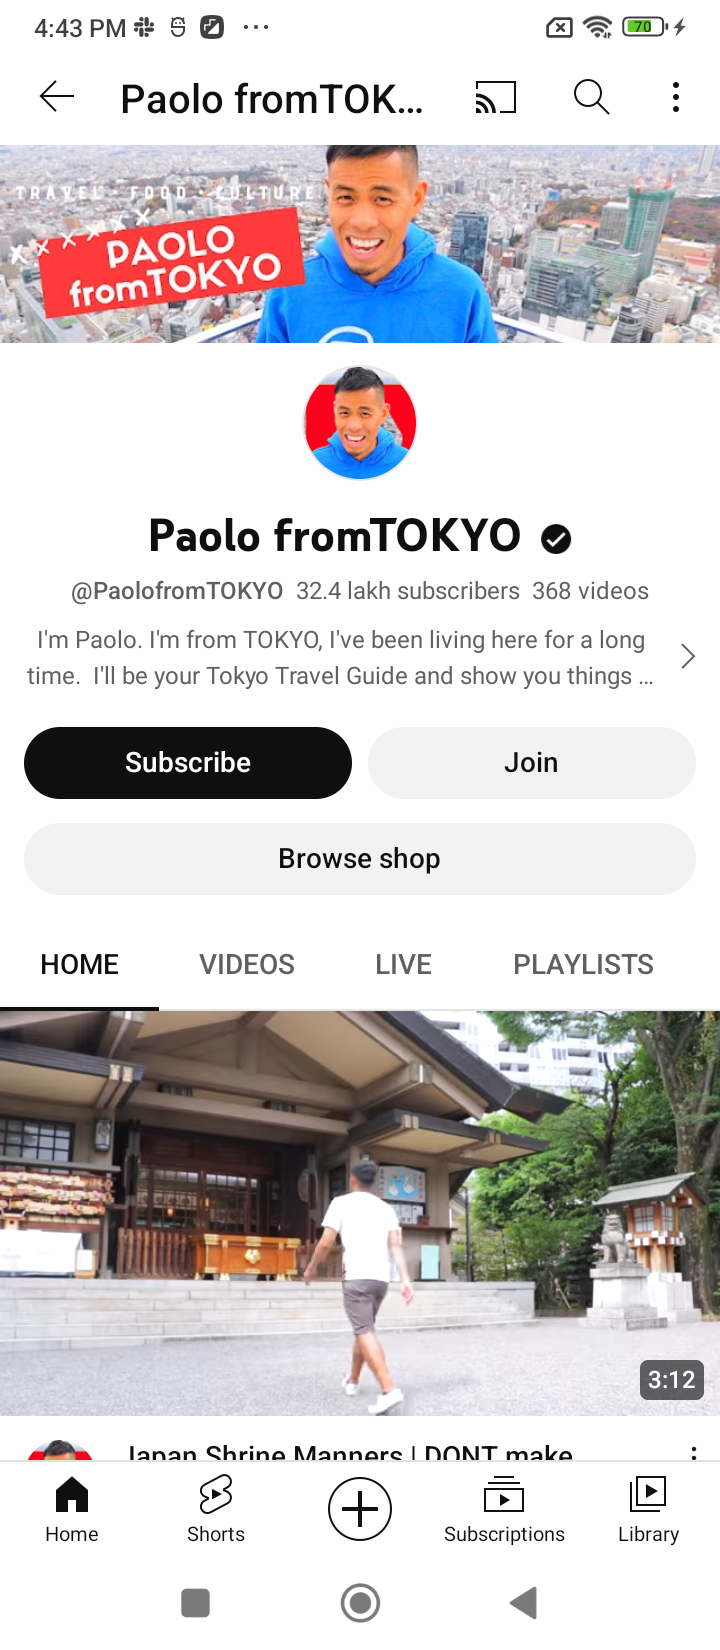 4:43 PM
70
Paolo fromTOK...
TRAVEL · FOOD · CULTURE
PAOLO
fromTOKYO
Paolo fromTOKYO
@PaolofromTOKYO 32.4 lakh subscribers 368 videos
I'm Paolo. I'm from TOKYO, I've been living here for a long
time. I'll be your Tokyo Travel Guide and show you things ...
Subscribe
Join
Browse shop
HOME
VIDEOS
LIVE
PLAYLISTS
3:12
Japan Shrine Manners | DONT make
Home
Shorts
Subscriptions
Library